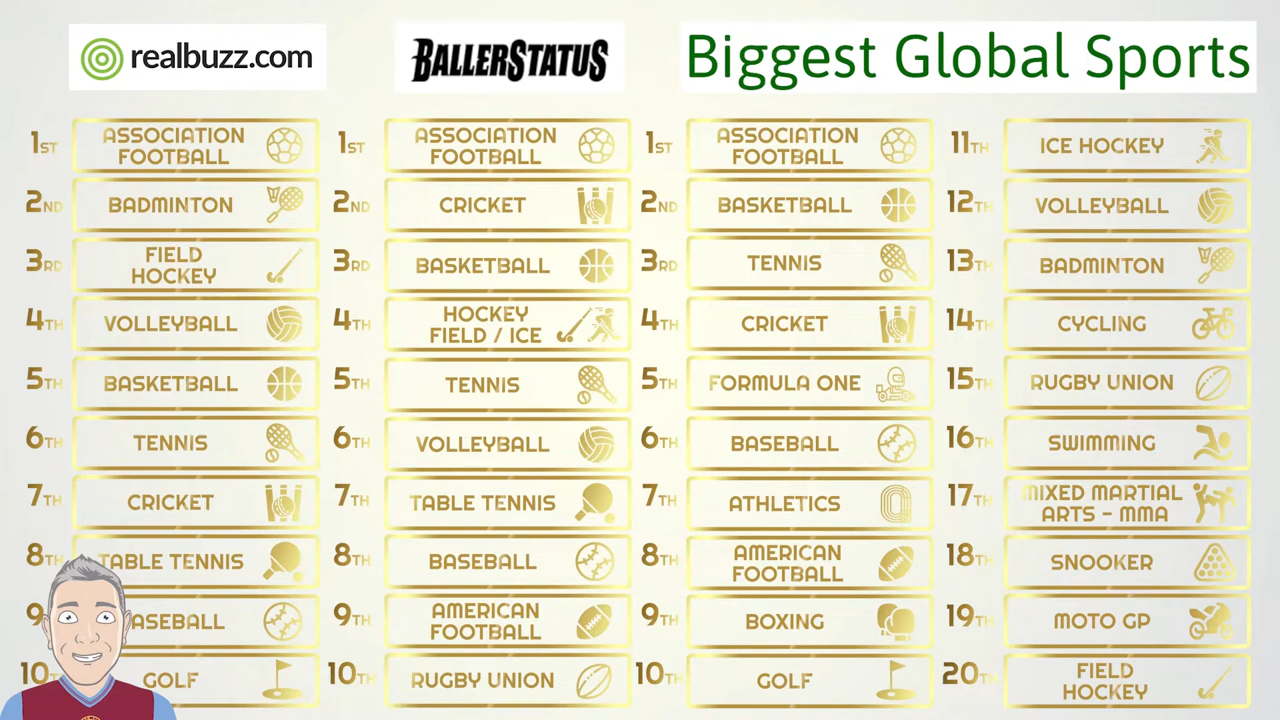 realbuzz.com
1ST ASSOCIATION
FOOTBALL
2ND BADMINTON
3RD FIELD
HOCKEY
4TH VOLLEYBALL
5TH BASKETBALL
6TH TENNIS
7TH CRICKET
8TH TABLE TENNIS
9 ASEBALL
10 GOLF
BALLERSTATUS
1ST ASSOCIATION
FOOTBALL
2ND CRICKET
3RD BASKETBALL
4TH HOCKEY
FIELD / ICE
5TH TENNIS
6TH VOLLEYBALL
7TH TABLE TENNIS
8TH BASEBALL
9TH AMERICAN
FOOTBALL
10TH RUGBY UNION
Biggest Global Sports
1ST ASSOCIATION
FOOTBALL
2ND BASKETBALL
3RD TENNIS
4TH CRICKET
5TH FORMULA ONE
6TH BASEBALL
7TH ATHLETICS
8TH AMERICAN
FOOTBALL
9TH BOXING
10TH GOLF
11TH ICE HOCKEY
12TH VOLLEYBALL
13TH BADMINTON
14TH CYCLING
15TH RUGBY UNION
16TH SWIMMING
17TH MIXED MARTIAL
ARTS - MMA
18TH SNOOKER
19TH MOTO GP
20TH FIELD
HOCKEY